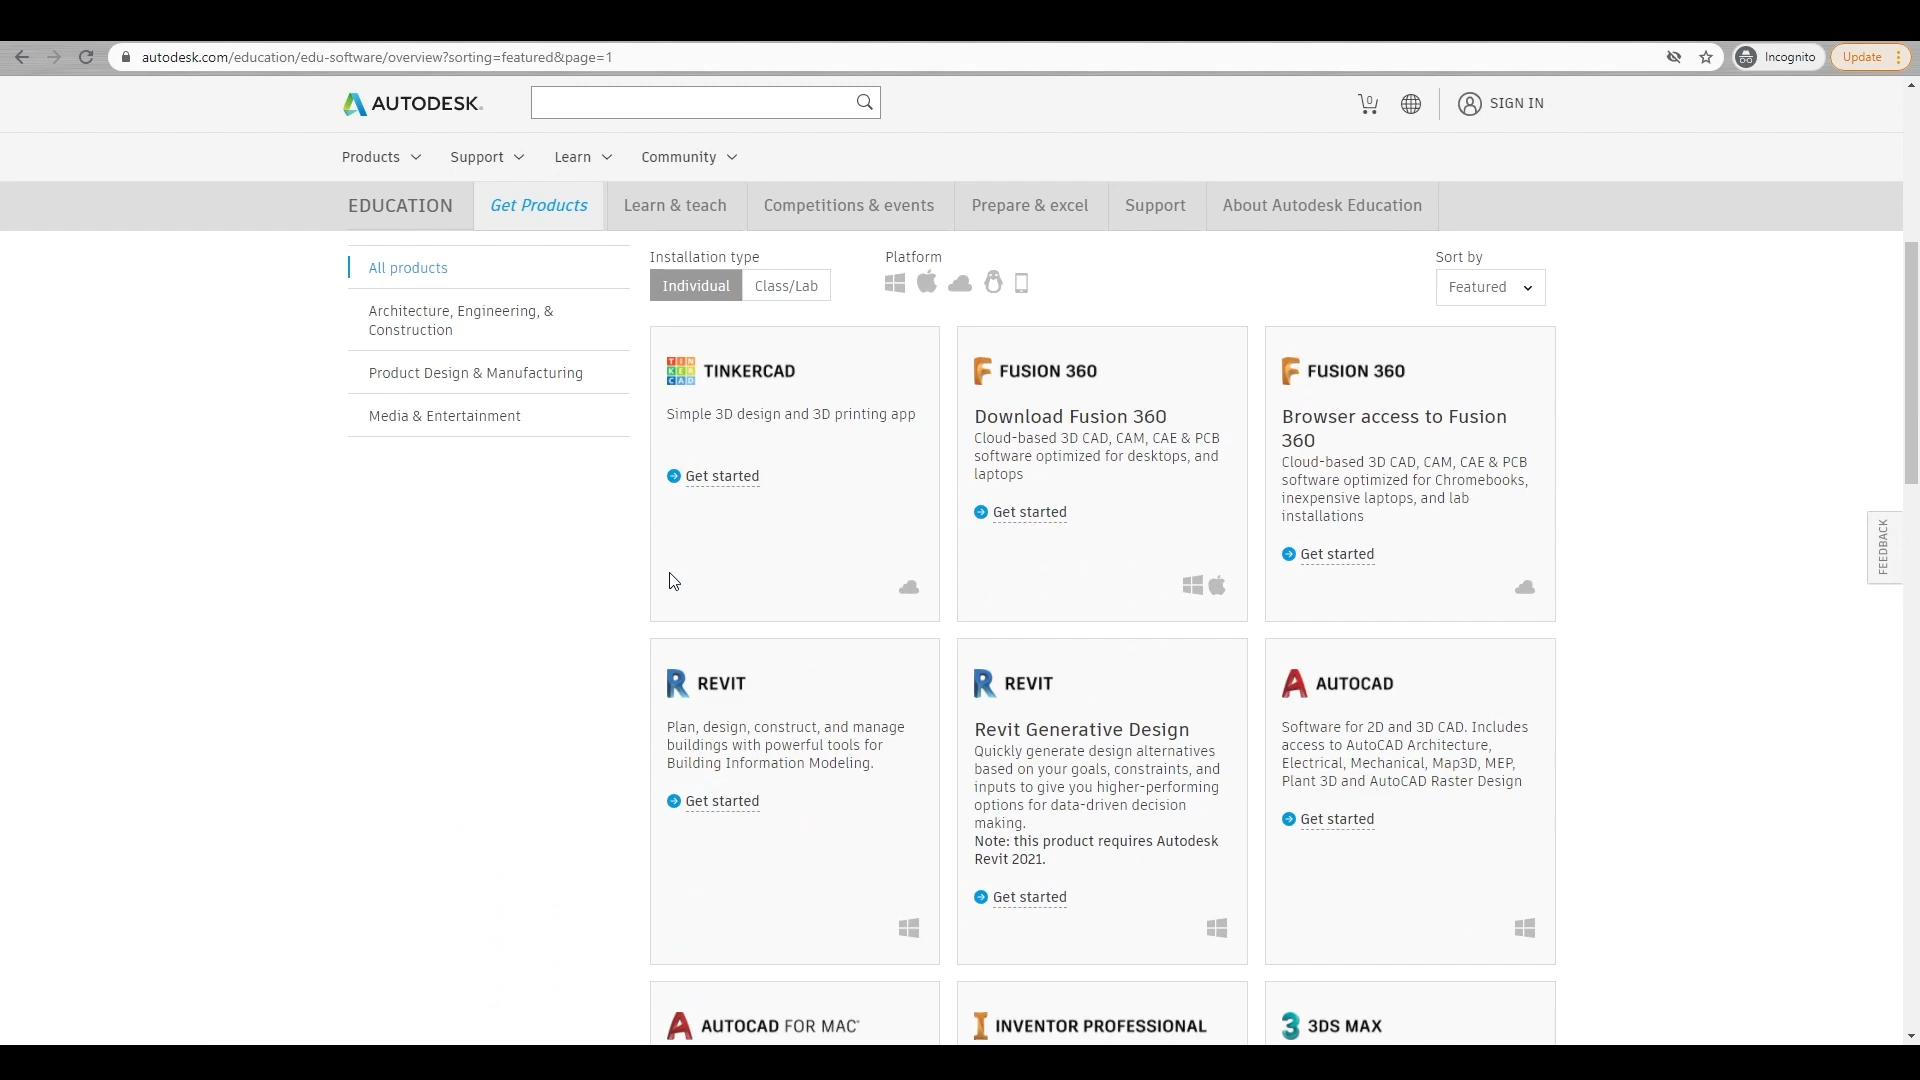 autodesk.com/education/edu-software/overview?sorting=featured&page=1
Incognito
Update
AUTODESK.
0
SIGN IN
Products
Support
Learn
Community
EDUCATION
Get Products
Learn & teach
Competitions & events
Prepare & excel
Support
About Autodesk Education
All products
Architecture, Engineering, &
Construction
Product Design & Manufacturing
Media & Entertainment
Installation type
Individual
Class/Lab
Platform
Sort by
Featured
TIN
KER
CAD
TINKERCAD
Simple 3D design and 3D printing app
Get started
FUSION 360
Download Fusion 360
Cloud-based 3D CAD, CAM, CAE & PCB
software optimized for desktops, and
laptops
Get started
FUSION 360
Browser access to Fusion
360
Cloud-based 3D CAD, CAM, CAE & PCB
software optimized for Chromebooks,
inexpensive laptops, and lab
installations
Get started
REVIT
Plan, design, construct, and manage
buildings with powerful tools for
Building Information Modeling.
Get started
REVIT
Revit Generative Design
Quickly generate design alternatives
based on your goals, constraints, and
inputs to give you higher-performing
options for data-driven decision
making.
Note: this product requires Autodesk
Revit 2021.
Get started
AUTOCAD
Software for 2D and 3D CAD. Includes
access to AutoCAD Architecture,
Electrical, Mechanical, Map3D, MEP,
Plant 3D and AutoCAD Raster Design
Get started
AUTOCAD FOR MAC
INVENTOR PROFESSIONAL
3DS MAX
FEEDBACK